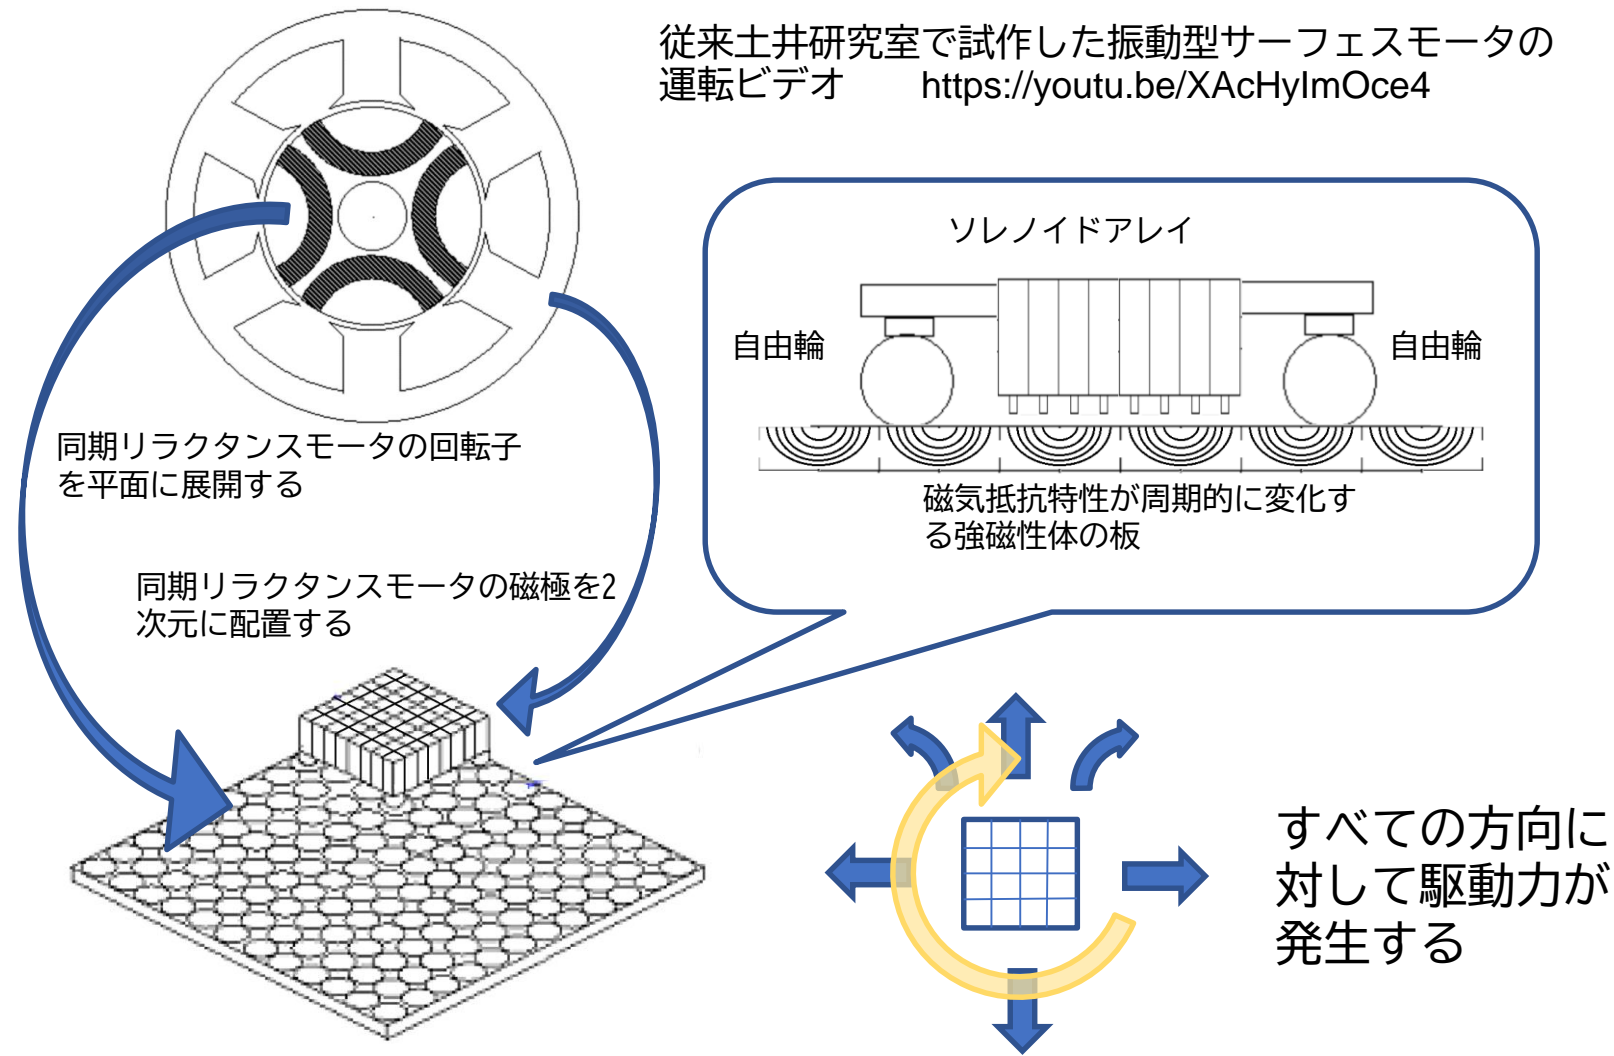 従来土井研究室で試作した振動型サーフェスモータの
運転ビデオ　　https://youtu.be/XAcHyImOce4
ソレノイドアレイ
自由輪
自由輪
磁気抵抗特性が周期的に変化す
る強磁性体の板
同期リラクタンスモータの回転子
を平面に展開する
同期リラクタンスモータの磁極を2
次元に配置する
すべての方向に
対して駆動力が
発生する